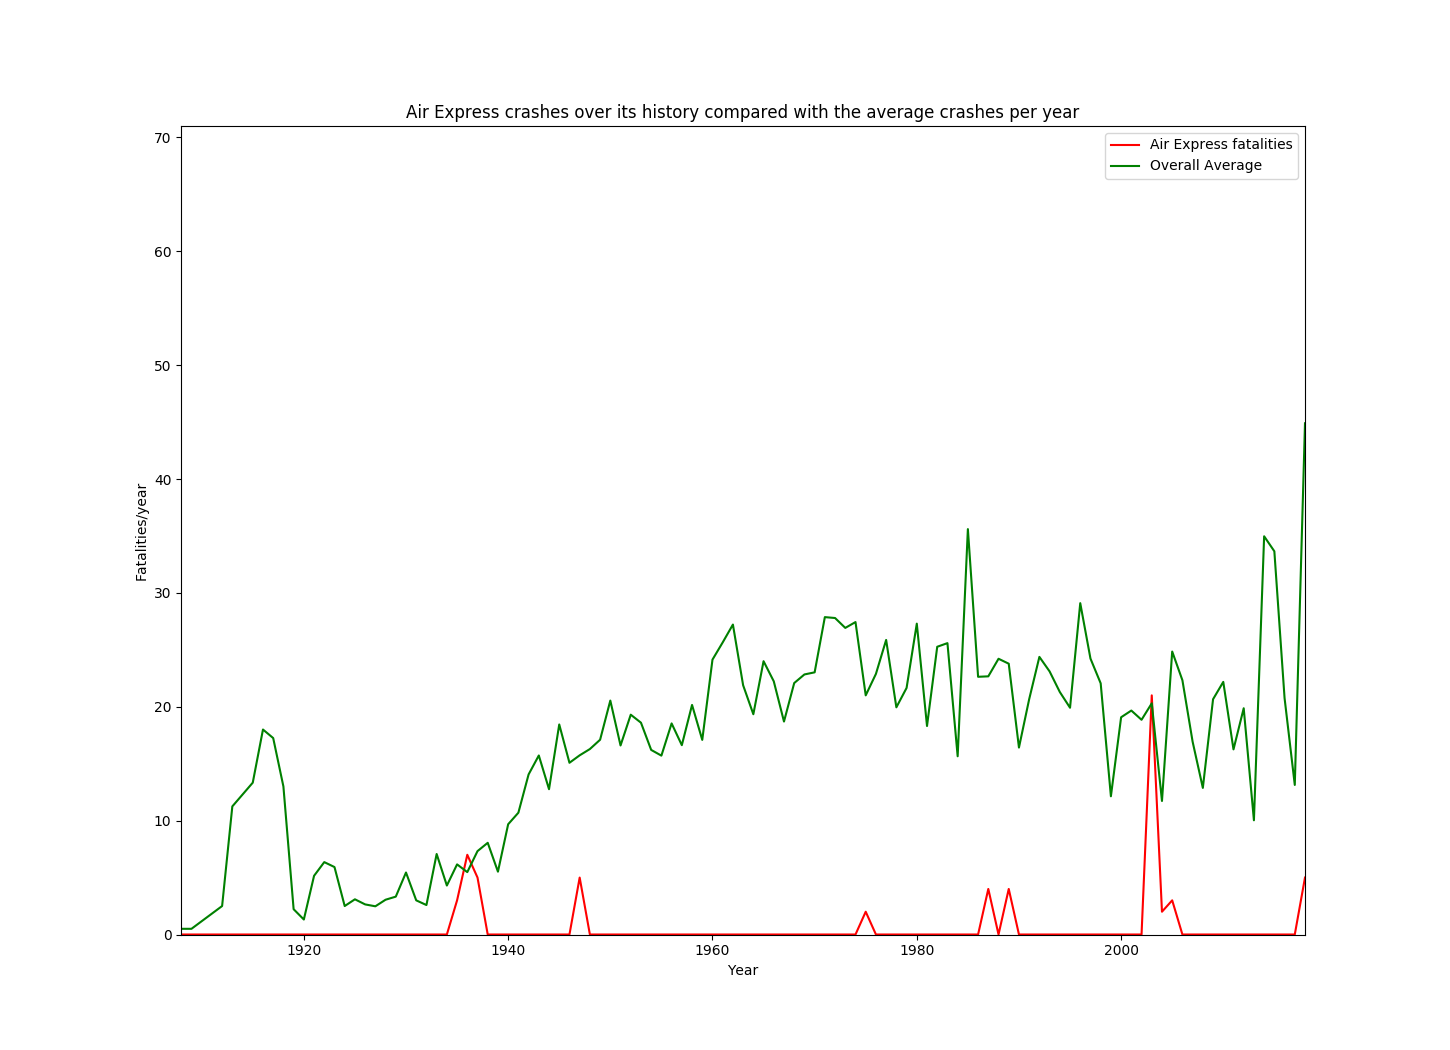 Air Express crashes over its history compared with the average crashes per year
Air Express fatalities
Overall Average
70
60
50
40
30
20
10
0
Fatalities/year
1920 1940 1960 1980 2000
Year